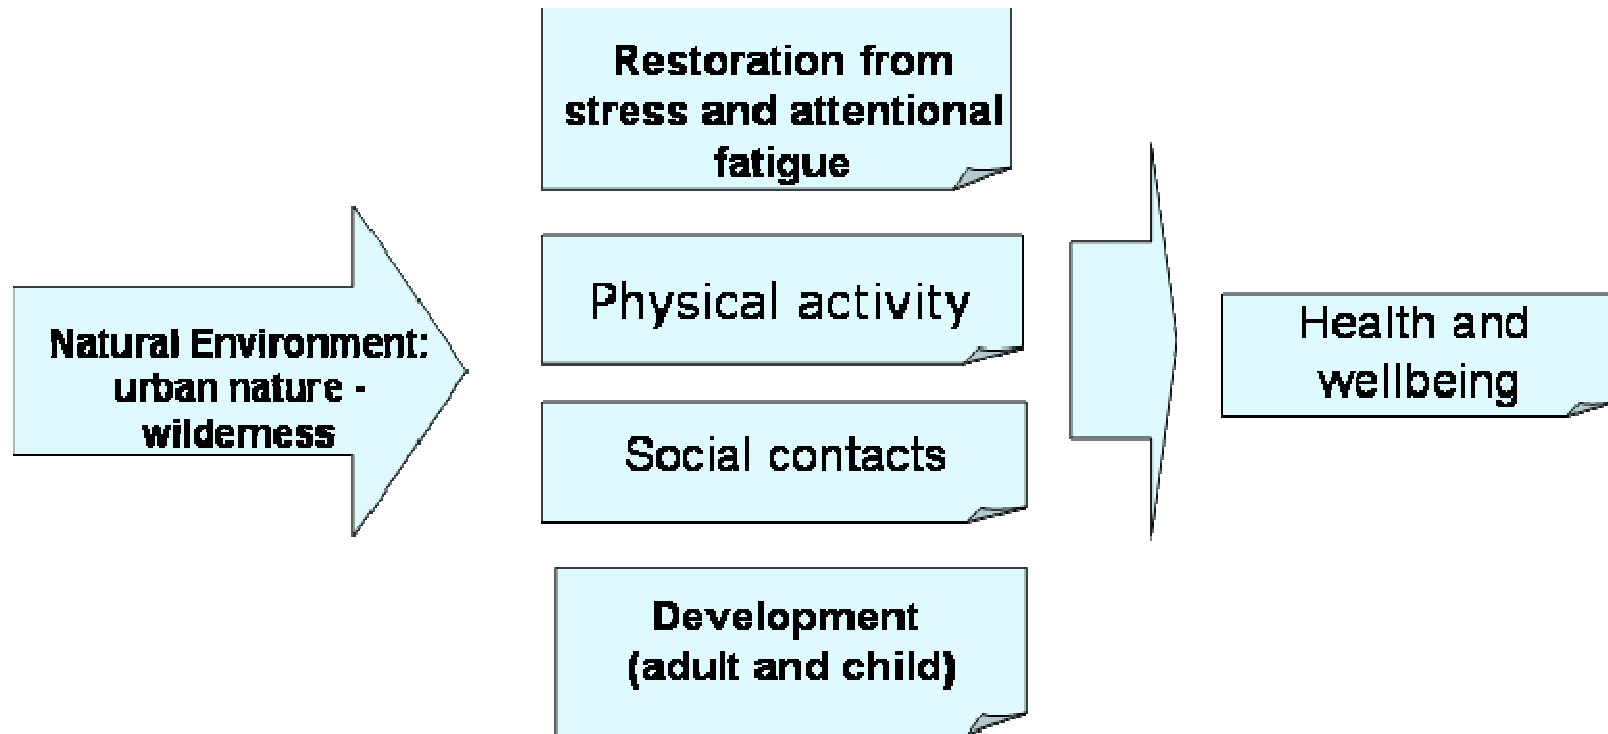 Restoration from
stress and attentional
fatigue
Natural Environment:
urban nature -
wilderness
Physical activity
Social contacts
Development
(adult and child)
Health and
wellbeing